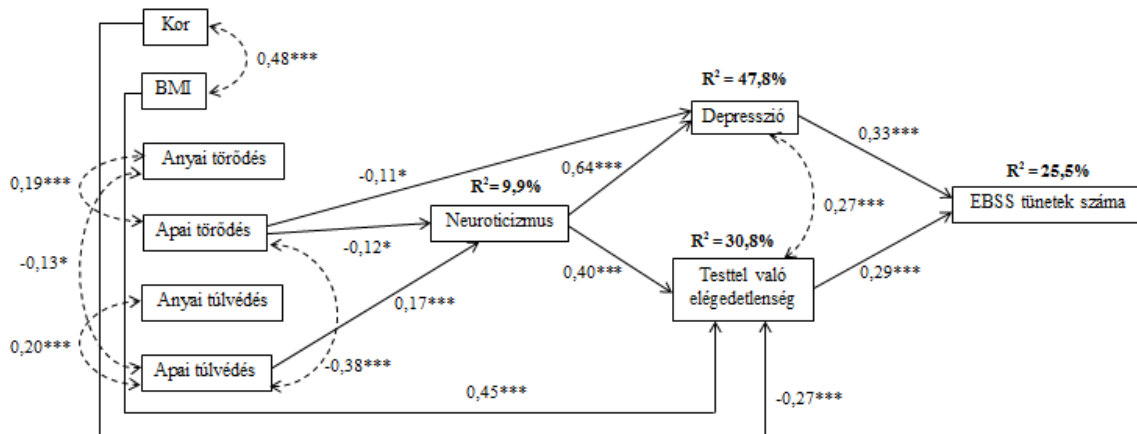 Kor
0,48***
BMI
R² = 47,8%
Depresszió
Anyai törődés
0,33***
0,19***
-0,11*
0,64***
R²= 9,9%
R² = 25,5%
EBSS tünetek száma
Apai törődés
Neuroticizmus
0,27***
-0,12*
R² = 30,8%
-0,13*
0,40***
Testtel való
elégedetlenség
0,29***
Anyai túlvédés
0,17***
0,20***
Apai túlvédés
-0,38***
0,45***
-0,27***